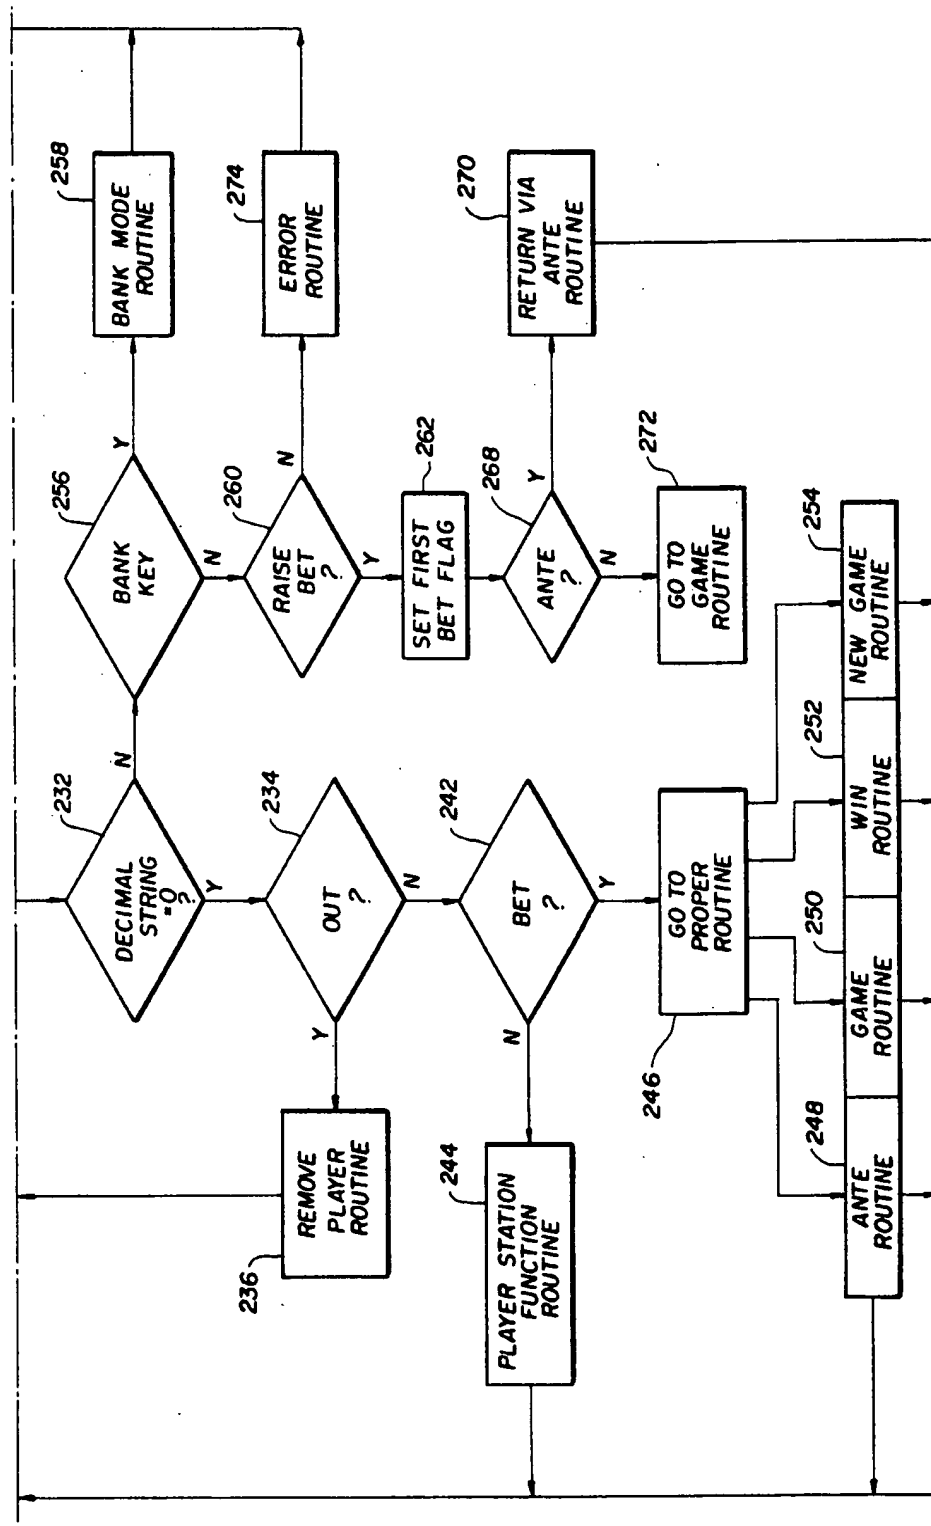 DECIMAL
STRING
=0
?
232
Y
N
BANK
KEY
256
Y
N
BANK MODE
ROUTINE
258
OUT
?
234
Y
N
REMOVE
PLAYER
ROUTINE
236
RAISE
BET
?
260
N
Y
ERROR
ROUTINE
274
SET FIRST
BET FLAG
262
BET
?
242
N
Y
PLAYER STATION
FUNCTION
ROUTINE
244
ANTE
?
268
Y
N
RETURN VIA
ANTE
ROUTINE
270
GO TO
PROPER
ROUTINE
246
GO TO
GAME
ROUTINE
272
ANTE
ROUTINE
248
GAME
ROUTINE
250
WIN
ROUTINE
252
NEW GAME
ROUTINE
254